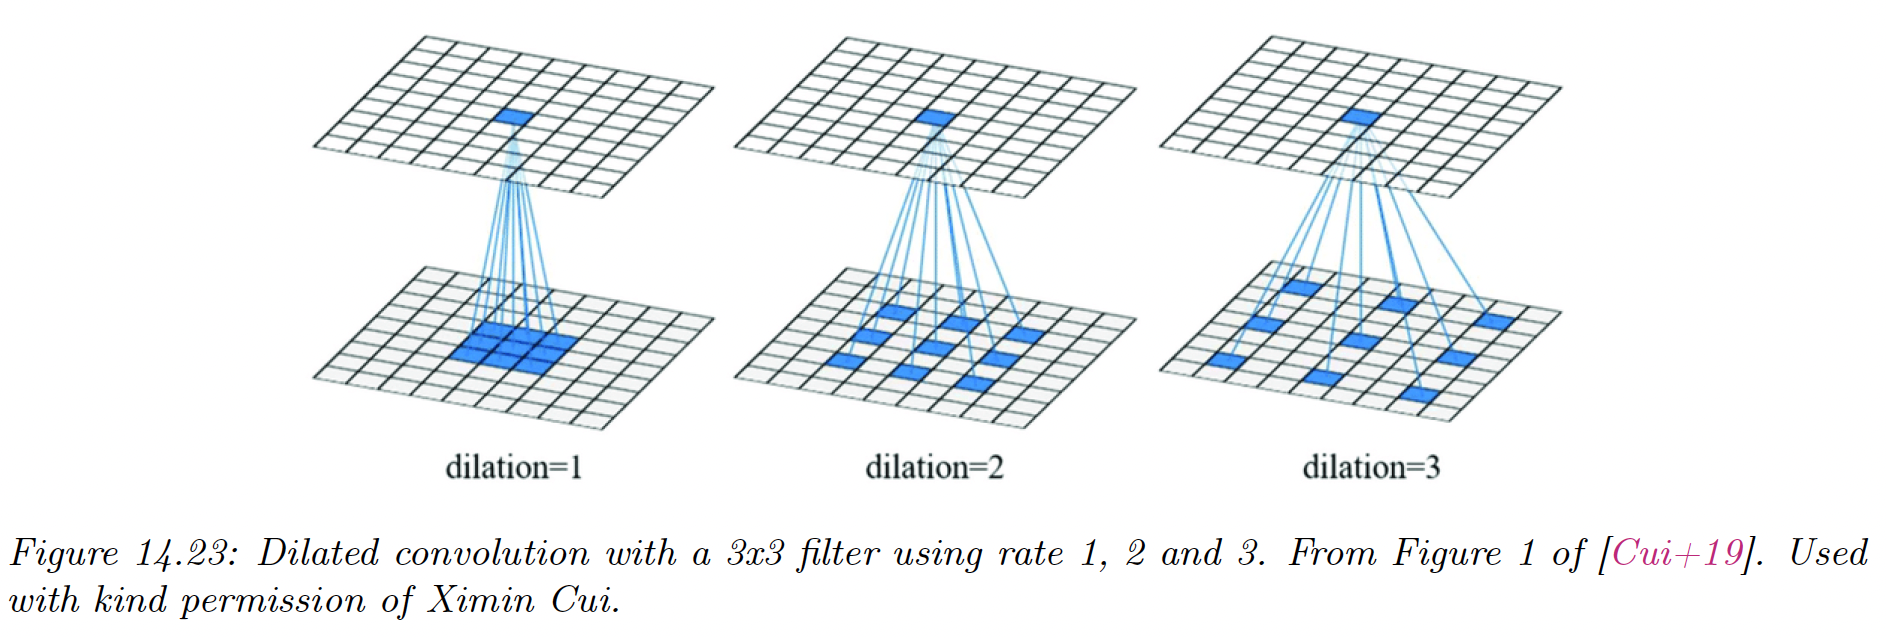 dilation=1 dilation=2 dilation=3
Figure 14.23: Dilated convolution with a 3x3 filter using rate 1, 2 and 3. From Figure 1 of [Cui+19]. Used
with kind permission of Ximin Cui.